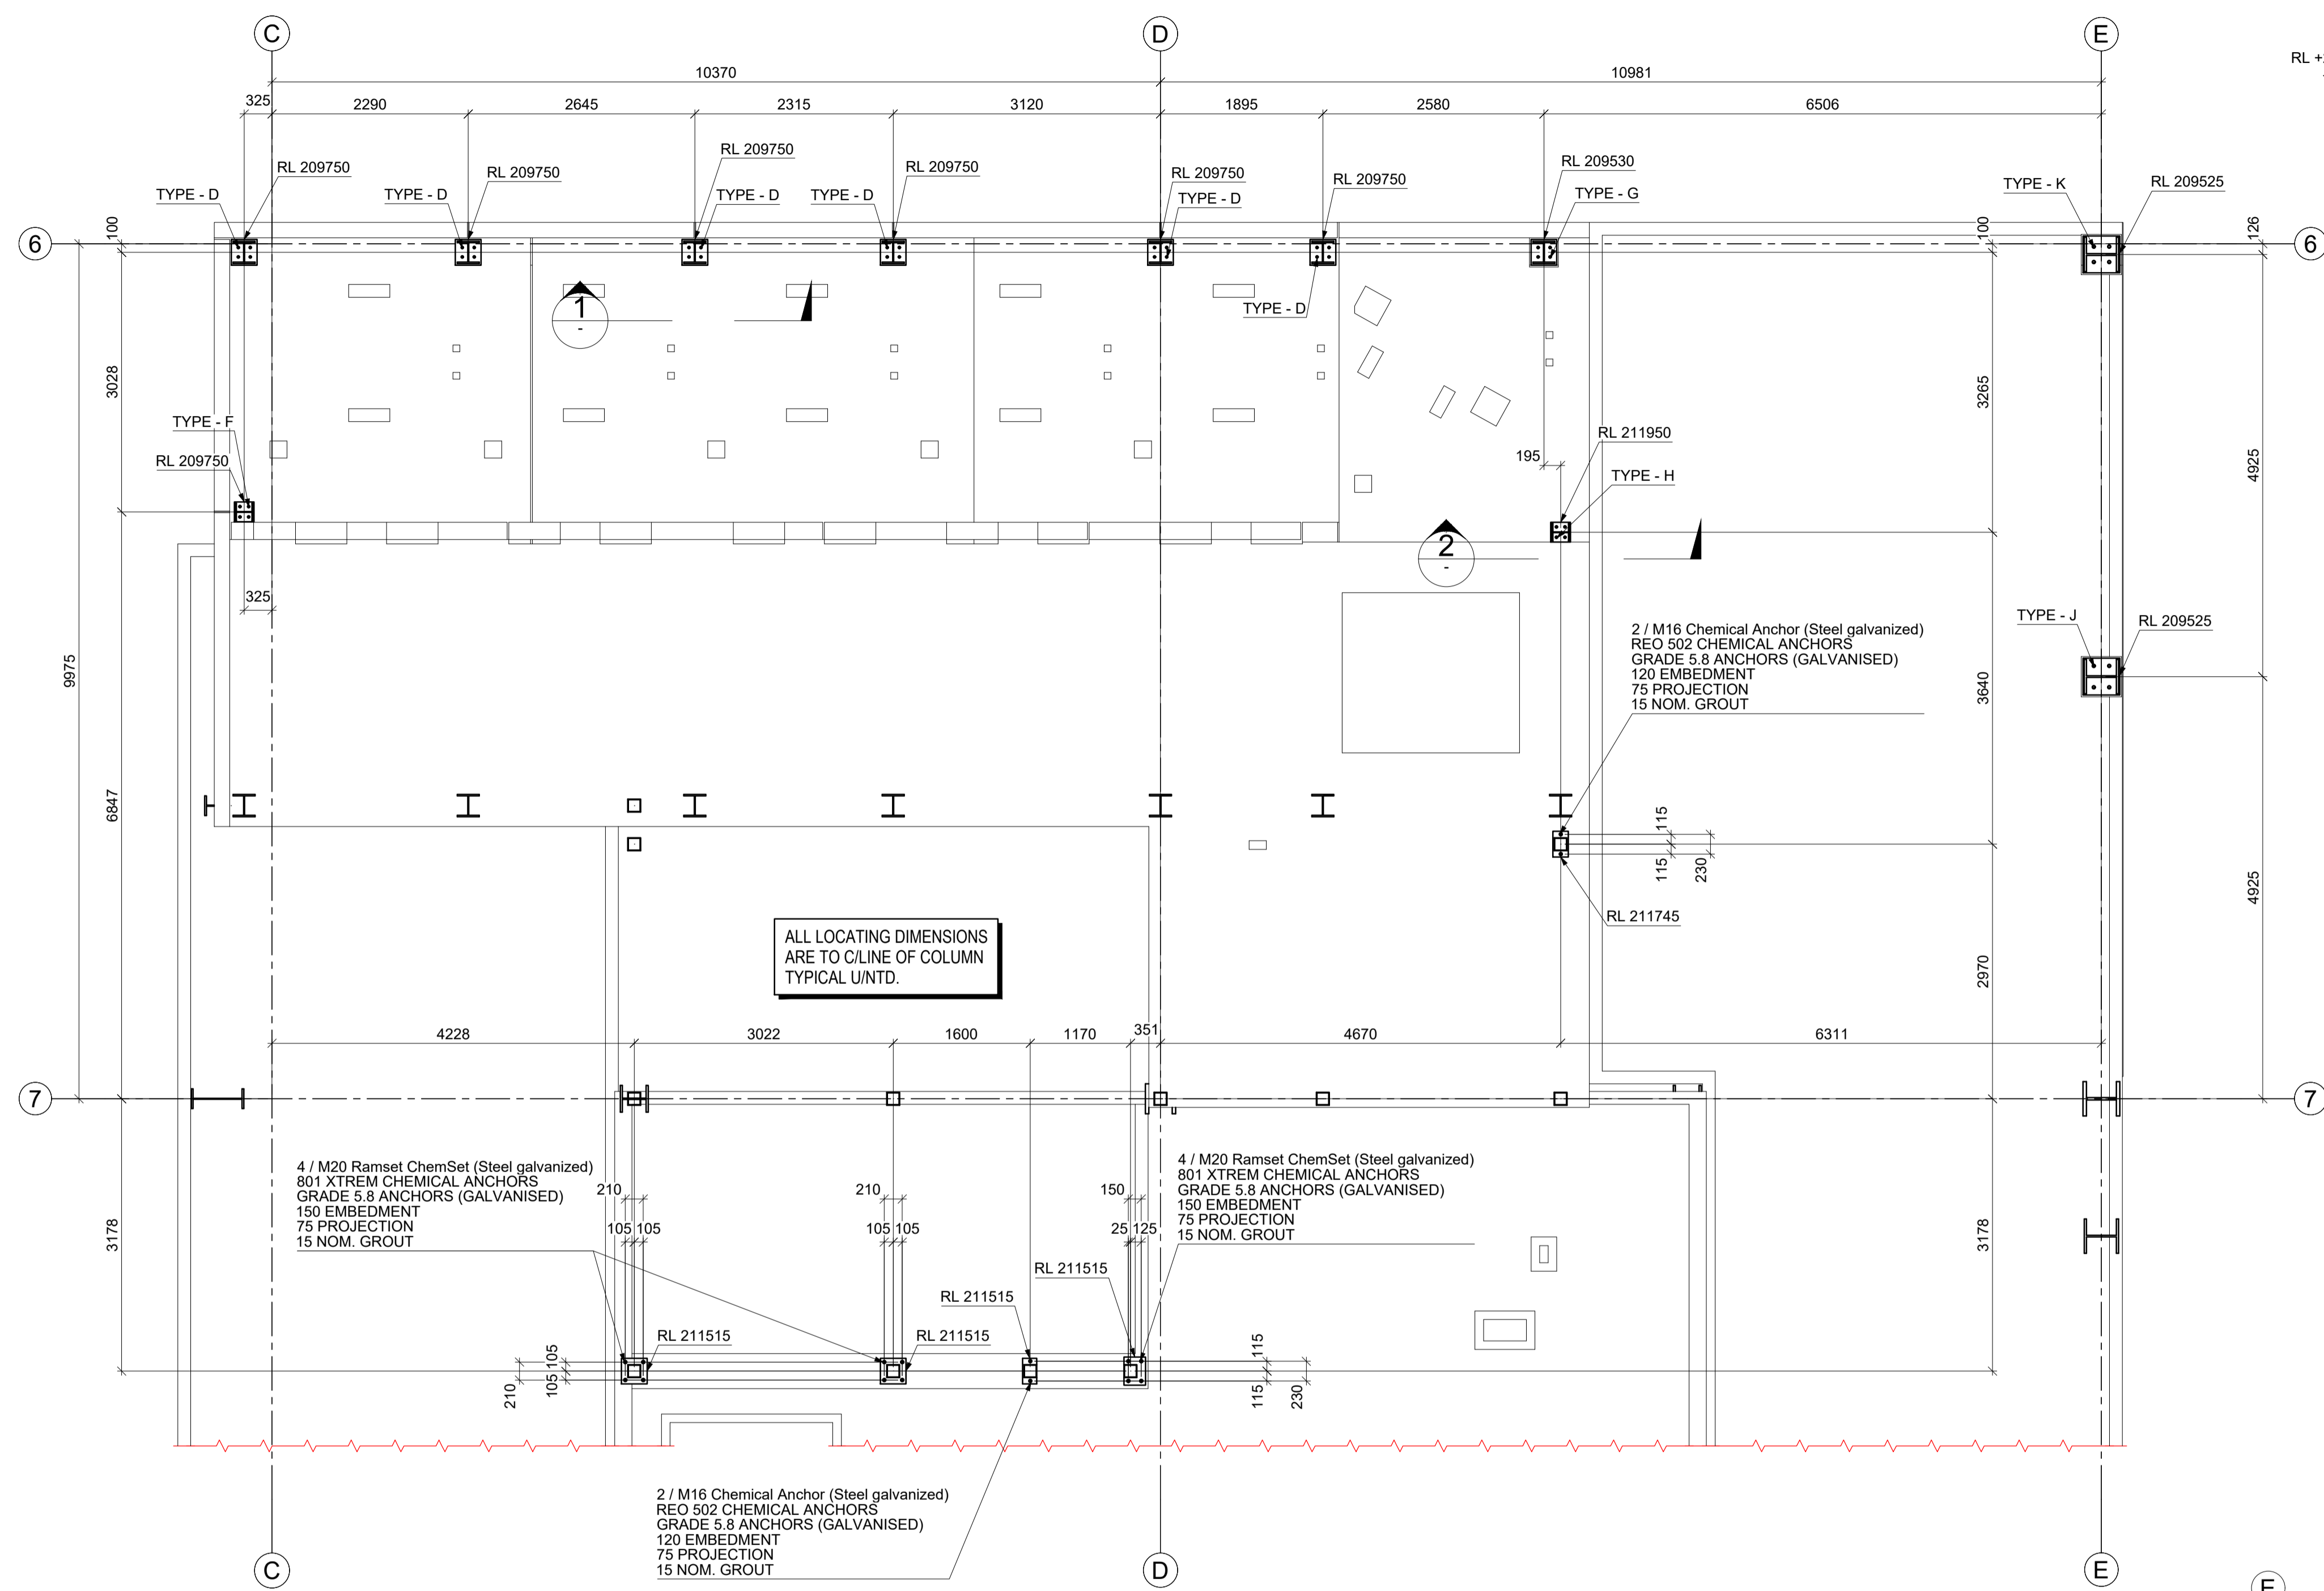 C
D
E
RL +
10370
10981
325
2290
2645
2315
3120
1895
2580
6506
RL 209750
TYPE - D
RL 209750
TYPE - D
RL 209750
TYPE - D
RL 209750
TYPE - D
RL 209750
TYPE - D
RL 209750
RL 209530
TYPE - G
TYPE - K
RL 209525
6
100
100
126
6
TYPE - D
1
-
3028
3265
4925
TYPE - F
RL 209750
RL 211950
195
TYPE - H
2
-
325
9975
TYPE - J
RL 209525
2 / M16 Chemical Anchor (Steel galvanized)
REO 502 CHEMICAL ANCHORS
GRADE 5.8 ANCHORS (GALVANISED)
120 EMBEDMENT
75 PROJECTION
15 NOM. GROUT
3640
6847
115
115
230
4925
RL 211745
ALL LOCATING DIMENSIONS
ARE TO C/LINE OF COLUMN
TYPICAL U/NTD.
2970
4228
3022
1600
1170
351
4670
6311
7
7
4 / M20 Ramset ChemSet (Steel galvanized)
801 XTREM CHEMICAL ANCHORS
GRADE 5.8 ANCHORS (GALVANISED)
150 EMBEDMENT
75 PROJECTION
15 NOM. GROUT
210
105 105
210
105 105
150
25 125
4 / M20 Ramset ChemSet (Steel galvanized)
801 XTREM CHEMICAL ANCHORS
GRADE 5.8 ANCHORS (GALVANISED)
150 EMBEDMENT
75 PROJECTION
15 NOM. GROUT
3178
3178
RL 211515
RL 211515
RL 211515
RL 211515
105
105
210
115
115
230
2 / M16 Chemical Anchor (Steel galvanized)
REO 502 CHEMICAL ANCHORS
GRADE 5.8 ANCHORS (GALVANISED)
120 EMBEDMENT
75 PROJECTION
15 NOM. GROUT
C
D
E